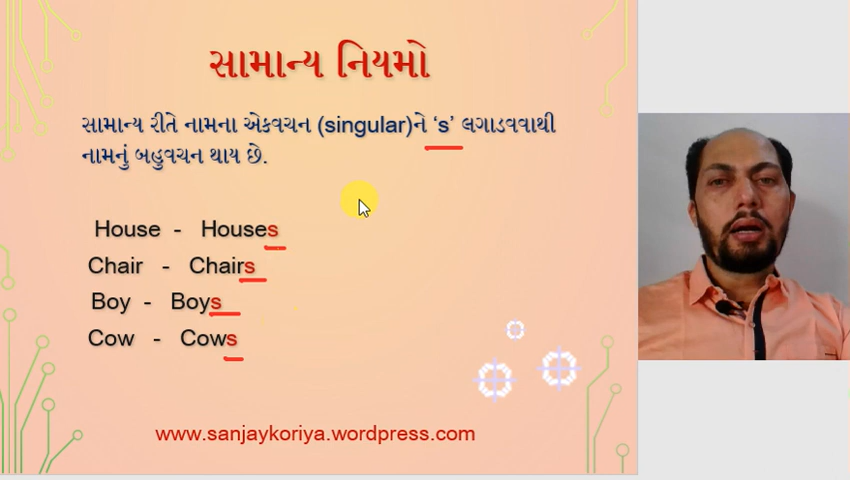 સામાન્ય નિયમો
સામાન્ય રીતે નામના એકવચન (singular)ને ‘s’ લગાડવવાથી
નામનું બહુવચન થાય છે.
House - Houses
Chair - Chairs
Boy - Boys
Cow - Cows
www.sanjaykoriya.wordpress.com